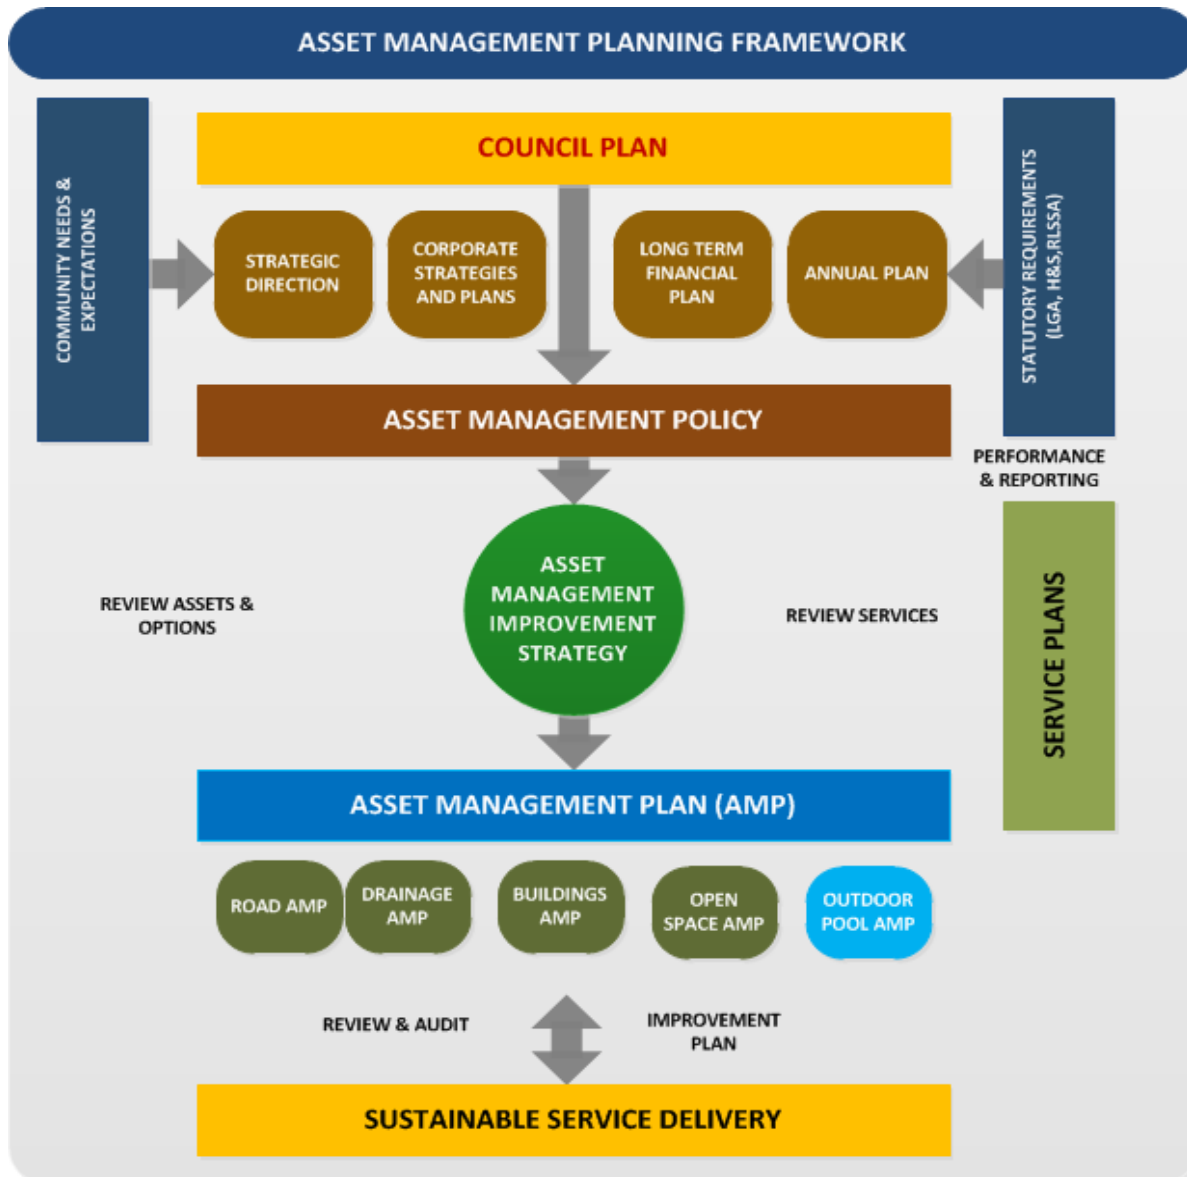 ASSET MANAGEMENT PLANNING FRAMEWORK
COMMUNITY NEEDS &
EXPECTATIONS
COUNCIL PLAN
STRATEGIC
DIRECTION
CORPORATE
STRATEGIES
AND PLANS
LONG TERM
FINANCIAL
PLAN
ANNUAL PLAN
STATUTORY REQUIREMENTS
(LGA, H&S,RLSSA)
ASSET MANAGEMENT POLICY
PERFORMANCE
& REPORTING
ASSET
MANAGEMENT
IMPROVEMENT
STRATEGY
REVIEW ASSETS &
OPTIONS
REVIEW SERVICES
SERVICE PLANS
ASSET MANAGEMENT PLAN (AMP)
ROAD AMP
DRAINAGE
AMP
BUILDINGS
AMP
OPEN
SPACE AMP
OUTDOOR
POOL AMP
REVIEW & AUDIT
IMPROVEMENT
PLAN
SUSTAINABLE SERVICE DELIVERY